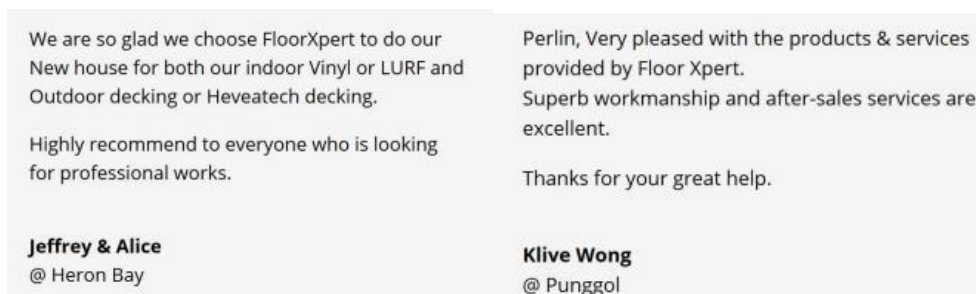 We are so glad we choose FloorXpert to do our
New house for both our indoor Vinyl or LURF and
Outdoor decking or Heveatech decking.
Highly recommend to everyone who is looking
for professional works.
Jeffrey & Alice
@ Heron Bay
Perlin, Very pleased with the products & services
provided by Floor Xpert.
Superb workmanship and after-sales services are
excellent.
Thanks for your great help.
Klive Wong
@ Punggol